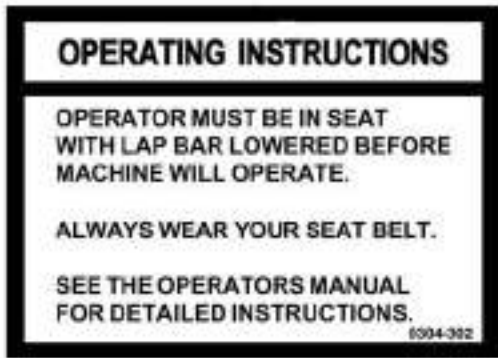 OPERATING INSTRUCTIONS
OPERATOR MUST BE IN SEAT
WITH LAP BAR LOWERED BEFORE
MACHINE WILL OPERATE.
ALWAYS WEAR YOUR SEAT BELT.
SEE THE OPERATORS MANUAL
FOR DETAILED INSTRUCTIONS.
0304-302